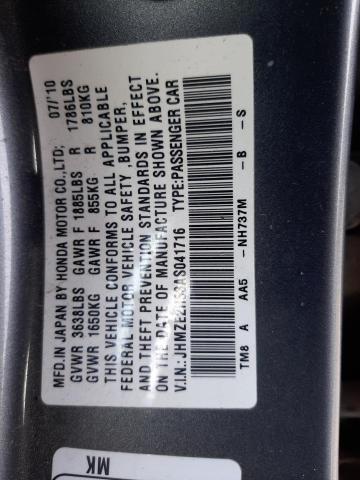 MFD.IN JAPAN BY HONDA MOTOR CO.,LTD: 07/'10
GVWR 3638LBS GAWR F 1885LBS R 1786LBS
GVWR 1650KG GAWR F 855KG R 810KG
THIS VEHICLE CONFORMS TO ALL APPLICABLE
FEDERAL MOTOR VEHICLE SAFETY ,BUMPER,
AND THEFT PREVENTION STANDARDS IN EFFECT
ON THE DATE OF MANUFACTURE SHOWN ABOVE.
V.I.N.: TYPE:PASSENGER CAR
TM8 A AA5 -NH737M -B -S
MK